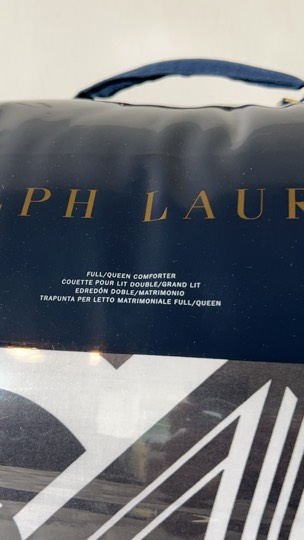 LPH LAUR
FULL/QUEEN COMFORTER
COUETTE POUR LIT DOUBLE/GRAND LIT
EDREDÓN DOBLE/MATRIMONIO
TRAPUNTA PER LETTO MATRIMONIALE FULL/QUEEN